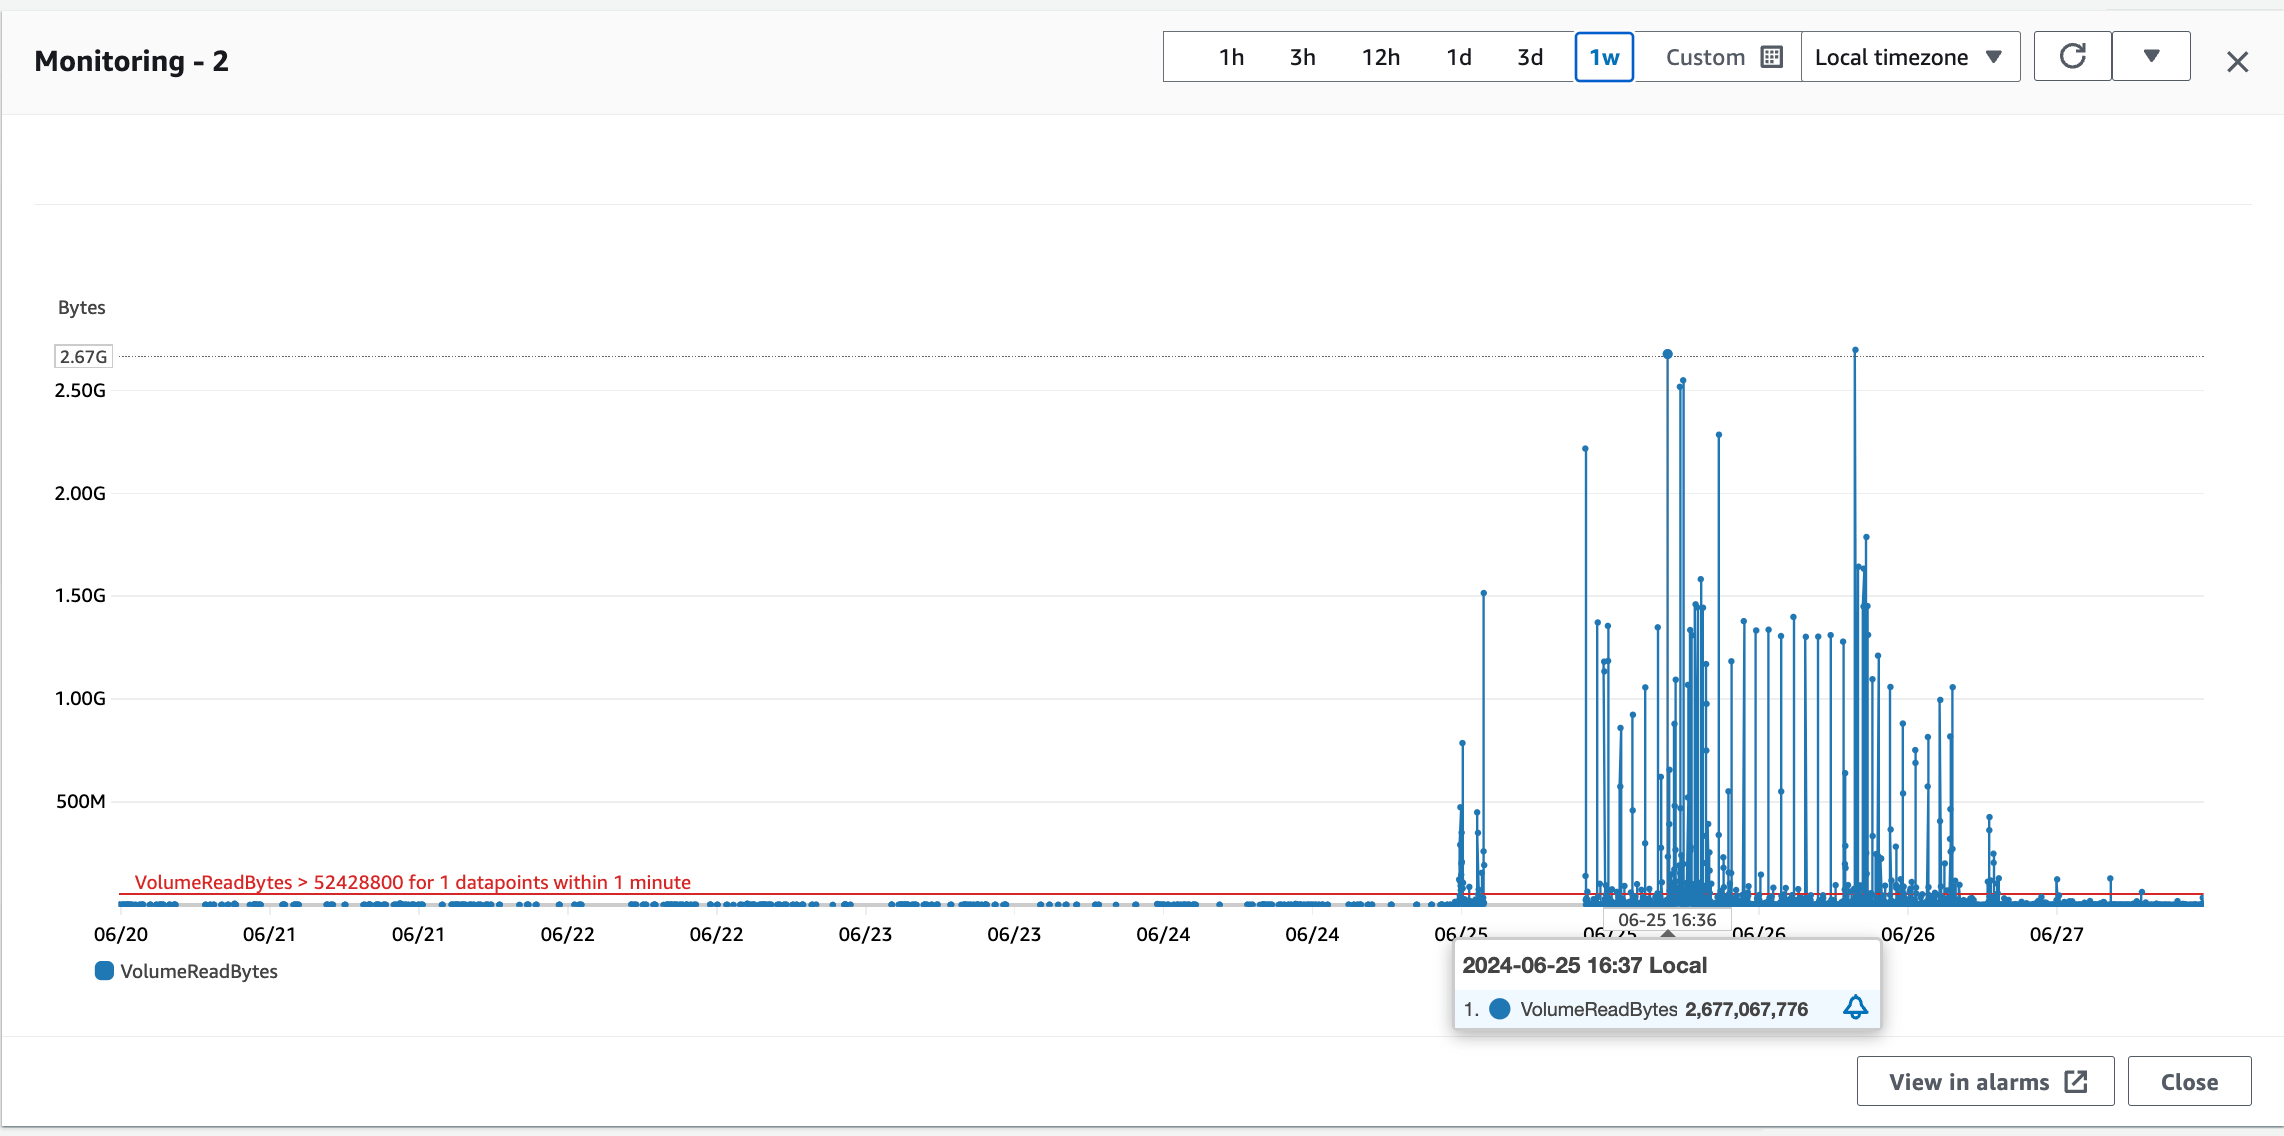 Monitoring - 2
1h 3h 12h 1d 3d 1w Custom Local timezone
Bytes
2.67G
2.50G
2.00G
1.50G
1.00G
500M
VolumeReadBytes > 52428800 for 1 datapoints within 1 minute
06-25 16:36
06/20 06/21 06/21 06/22 06/22 06/23 06/23 06/24 06/24 06/25 06/25 06/26 06/26 06/27
VolumeReadBytes
2024-06-25 16:37 Local
1. VolumeReadBytes 2,677,067,776
View in alarms Close